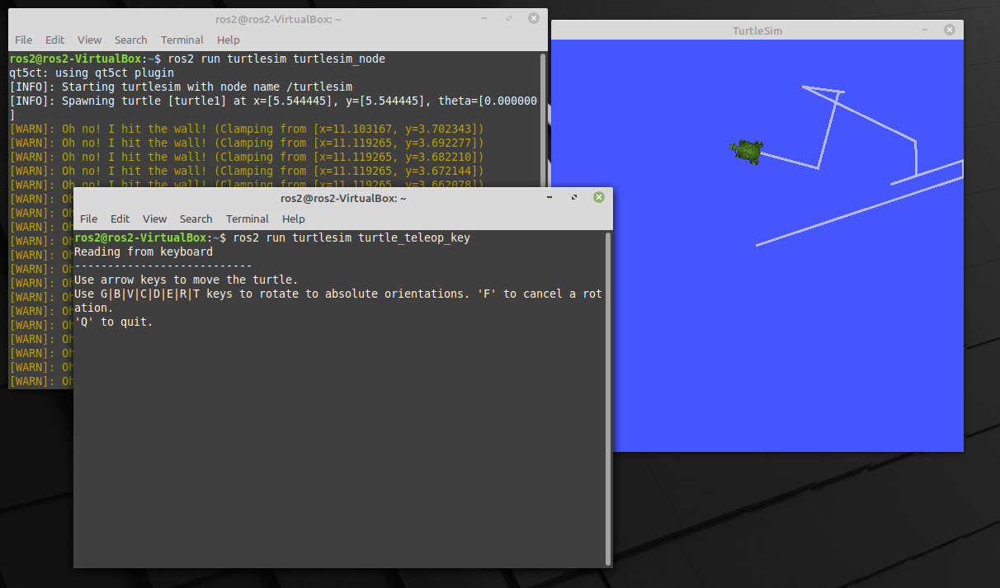 ros2@ros2-VirtualBox: ~
File Edit View Search Terminal Help
ros2@ros2-VirtualBox:~$ ros2 run turtlesim turtlesim_node
qt5ct: using qt5ct plugin
[INFO]: Starting turtlesim with node name /turtlesim
[INFO]: Spawning turtle [turtle1] at x=[5.544445], y=[5.544445], theta=[0.000000
]
[WARN]: Oh no! I hit the wall! (Clamping from [x=11.103167, y=3.702343])
[WARN]: Oh no! I hit the wall! (Clamping from [x=11.119265, y=3.692277])
[WARN]: Oh no! I hit the wall! (Clamping from [x=11.119265, y=3.682210])
[WARN]: Oh no! I hit the wall! (Clamping from [x=11.119265, y=3.672144])
[WARN]: Oh no! I hit the wall! (Clamping from [x=11.119265, y=3.662078])
[WARN]: Oh
[WARN]: Oh
[WARN]: Oh
[WARN]: Oh
[WARN]: Oh
[WARN]: Oh
[WARN]: Oh
[WARN]: Oh
[WARN]: Oh
[WARN]: Oh
[WARN]: Oh
[WARN]: Oh
[WARN]: Oh
[WARN]: Oh
TurtleSim
ros2@ros2-VirtualBox: ~
File Edit View Search Terminal Help
ros2@ros2-VirtualBox:~$ ros2 run turtlesim turtle_teleop_key
Reading from keyboard
---------------------------
Use arrow keys to move the turtle.
Use G|B|V|C|D|E|R|T keys to rotate to absolute orientations. 'F' to cancel a rot
ation.
'Q' to quit.